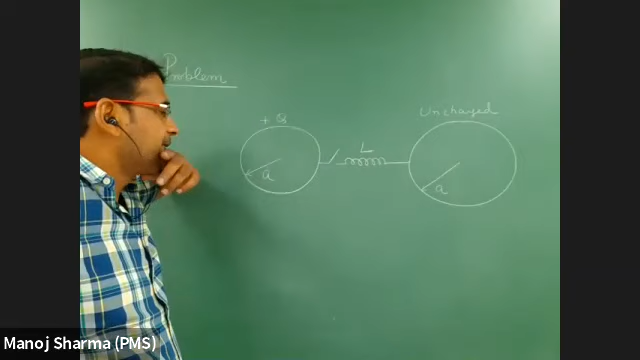 Problem
+ Q
Uncharged
L
a
a
Manoj Sharma (PMS)